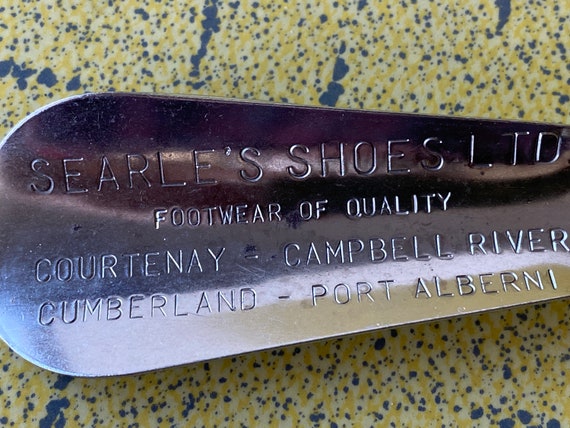 SEARLE'S SHOES LTD.
FOOTWEAR OF QUALITY
COURTENAY - CAMPBELL RIVER
CUMBERLAND - PORT ALBERNI